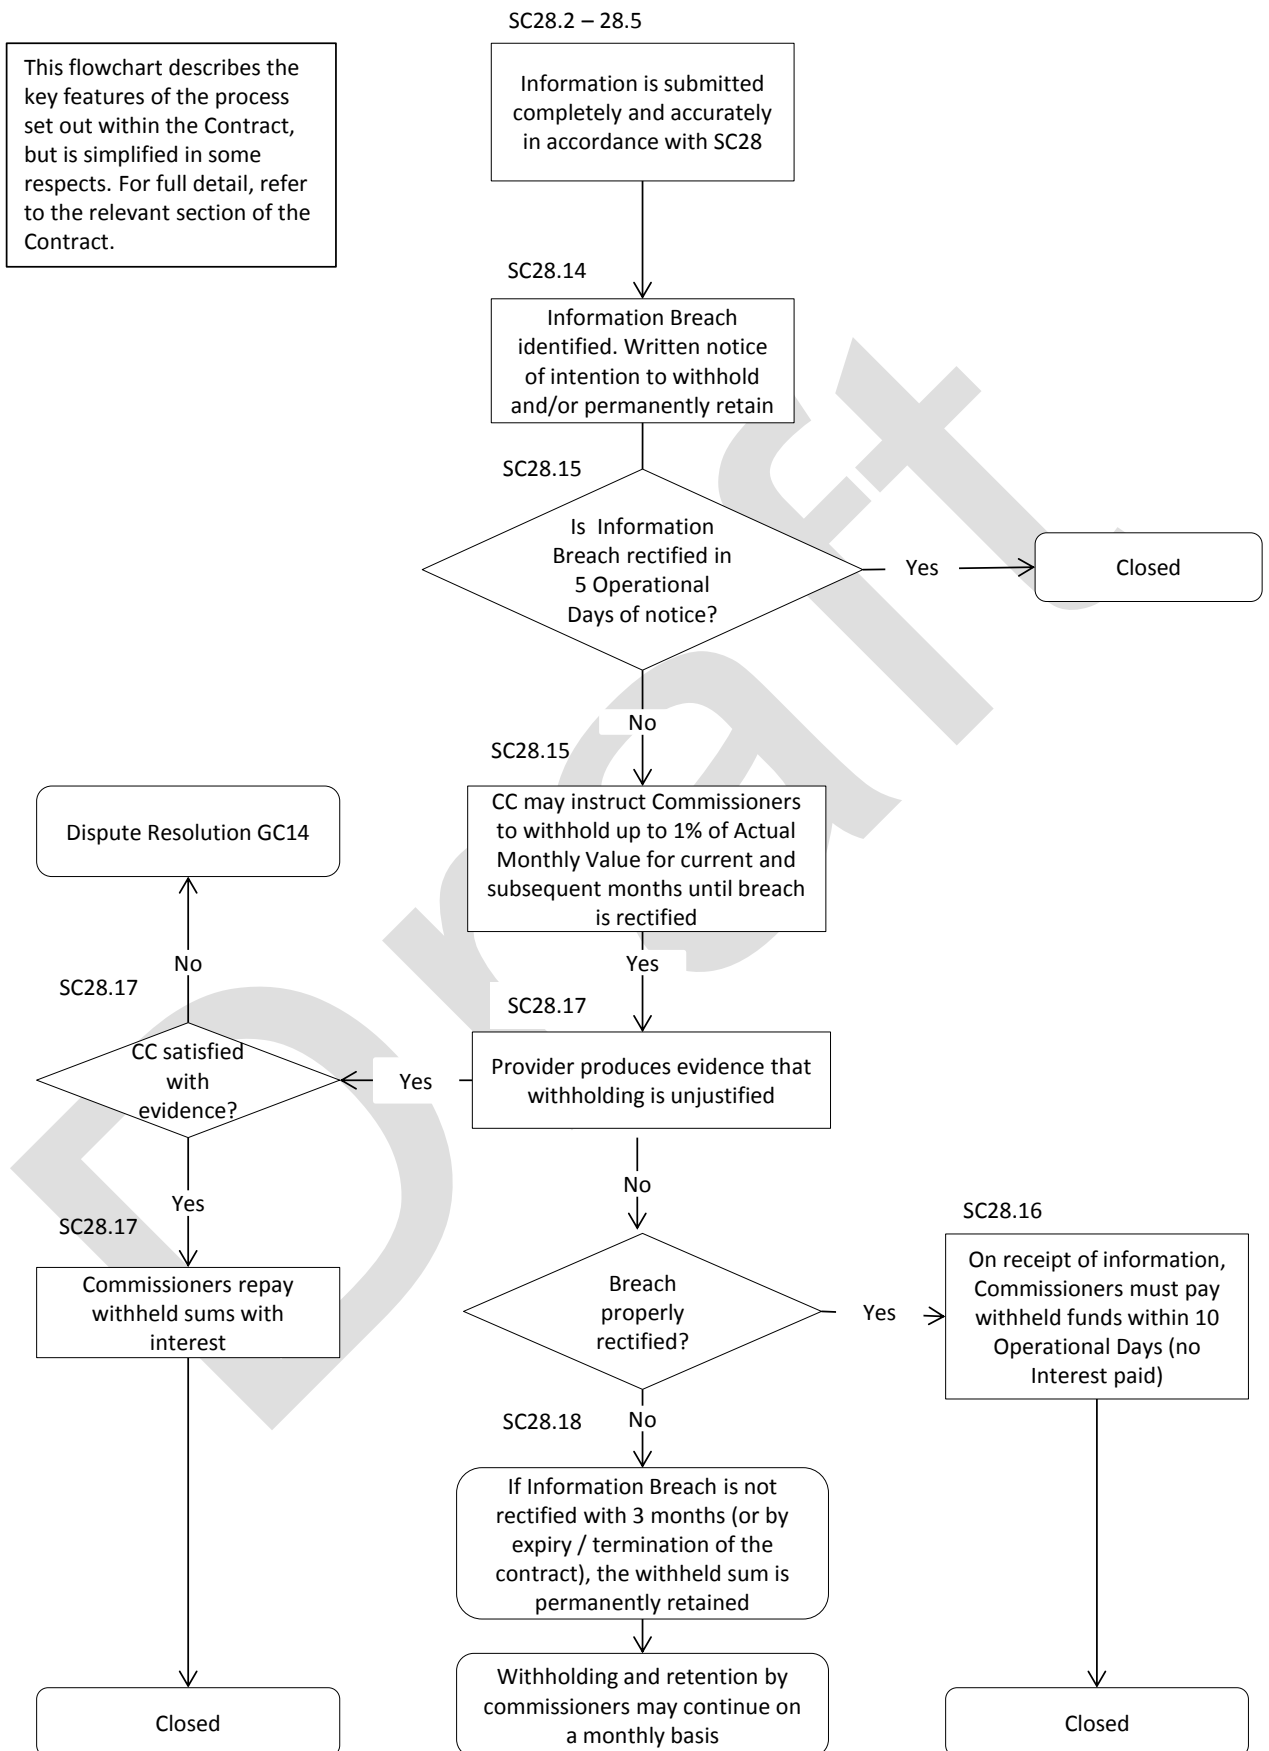 SC28.2 – 28.5
This flowchart describes the
key features of the process
set out within the Contract,
but is simplified in some
respects. For full detail, refer
to the relevant section of the
Contract.
Information is submitted
completely and accurately
in accordance with SC28
SC28.14
Information Breach
identified. Written notice
of intention to withhold
and/or permanently retain
SC28.15
Is Information
Breach rectified in
5 Operational
Days of notice?
Yes
Closed
No
SC28.15
CC may instruct Commissioners
to withhold up to 1% of Actual
Monthly Value for current and
subsequent months until breach
is rectified
Dispute Resolution GC14
No
SC28.17
Yes
SC28.17
CC satisfied
with
evidence?
Yes
Provider produces evidence that
withholding is unjustified
Yes
SC28.17
No
SC28.16
Commissioners repay
withheld sums with
interest
Breach
properly
rectified?
Yes
On receipt of information,
Commissioners must pay
withheld funds within 10
Operational Days (no
Interest paid)
SC28.18
No
If Information Breach is not
rectified with 3 months (or by
expiry / termination of the
contract), the withheld sum is
permanently retained
Withholding and retention by
commissioners may continue on
a monthly basis
Closed
Closed
Draft